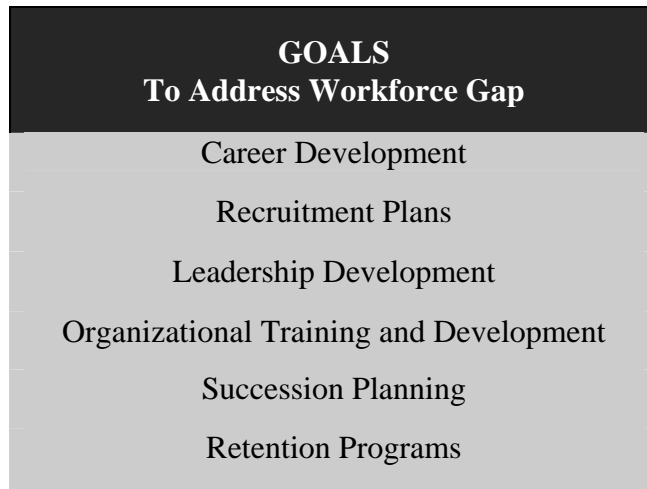 GOALS
To Address Workforce Gap
Career Development
Recruitment Plans
Leadership Development
Organizational Training and Development
Succession Planning
Retention Programs